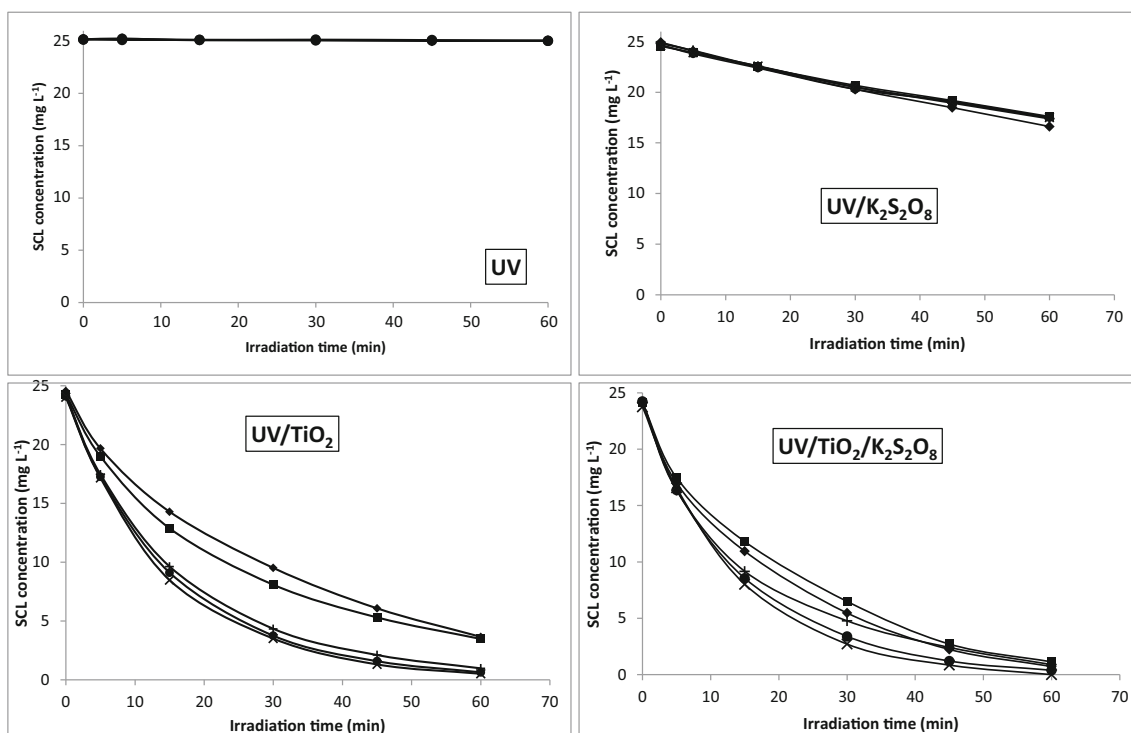 30
25
20
15
10
5
0
0 10 20 30 40 50 60
SCL concentration (mg L⁻¹)
Irradiation time (min)
UV
30
25
20
15
10
5
0
0 10 20 30 40 50 60 70
SCL concentration (mg L⁻¹)
Irradiation time (min)
UV/K₂S₂O₈
25
20
15
10
5
0
0 10 20 30 40 50 60 70
SCL concentration (mg L⁻¹)
Irradiation time (min)
UV/TiO₂
25
20
15
10
5
0
0 10 20 30 40 50 60 70
SCL concentration (mg L⁻¹)
Irradiation time (min)
UV/TiO₂/K₂S₂O₈